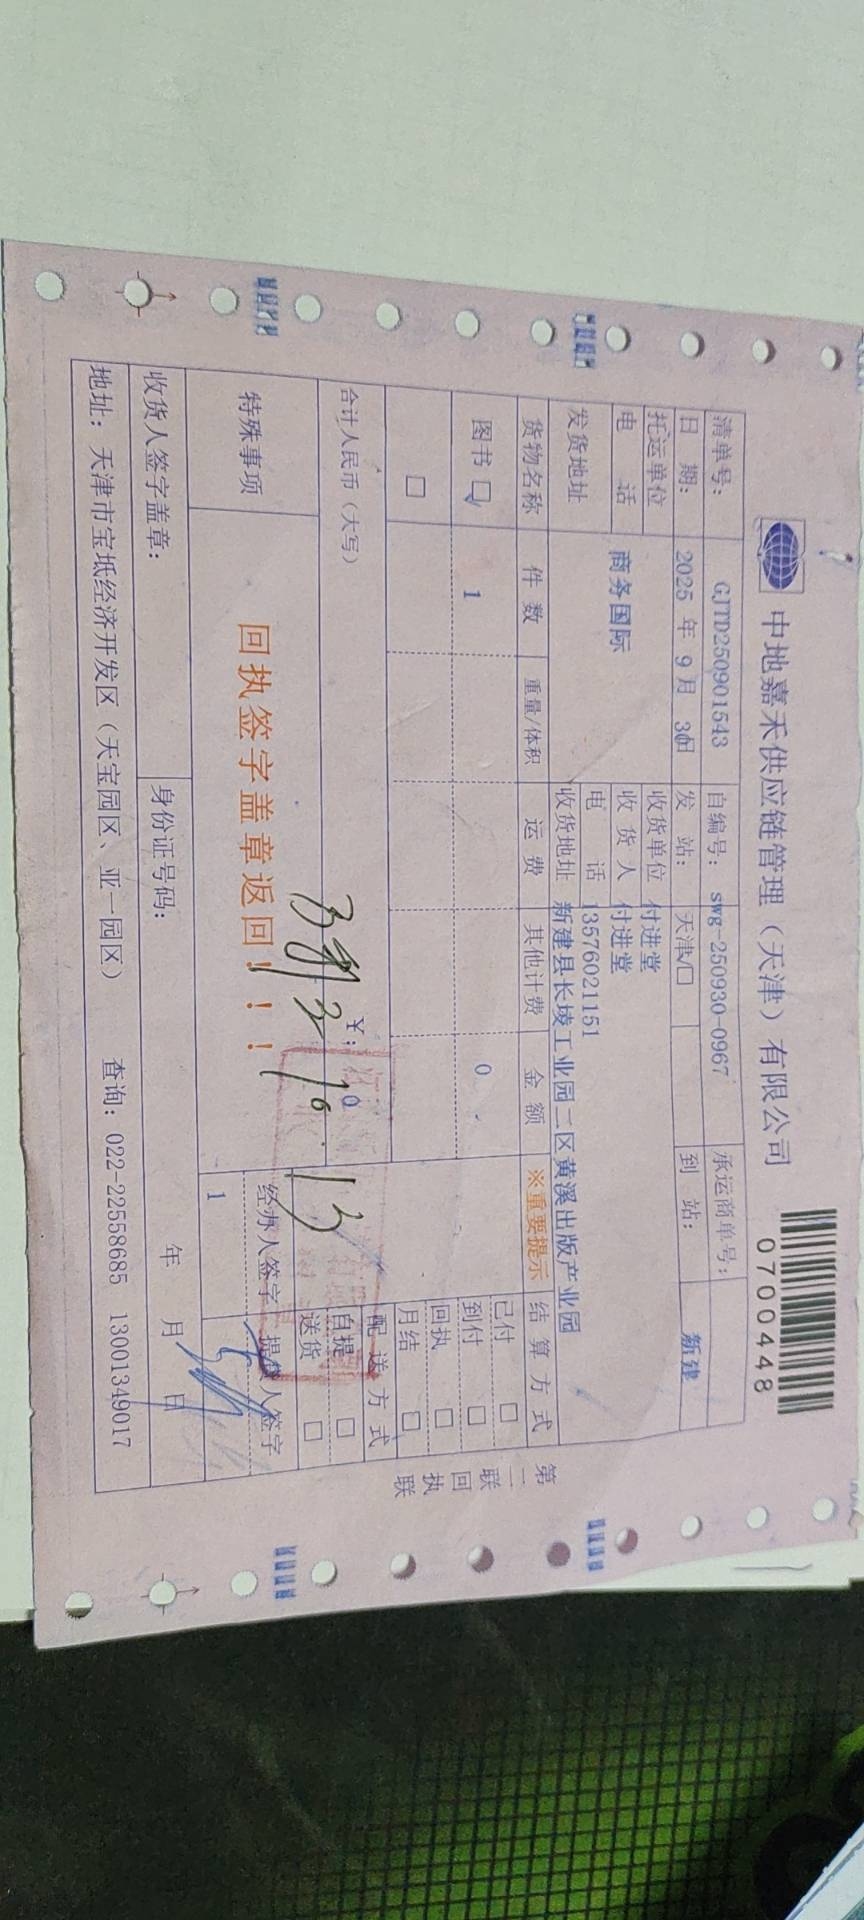 中地嘉禾供应链管理（天津）有限公司
0700448
清单号： GJTD250901543 自编号： swg-250930-0967 承运商单号：
日 期： 2025 年 9 月 30日 发 站： 天津/口 到 站： 新建
托运单位 商务国际 收货单位 付进堂
电 话 收 货 人 付进堂
发货地址 电 话 13576021151
收货地址 新建县长堎工业园二区黄溪出版产业园
货物名称 件 数 重量/体积 运 费 其他计费 金 额 ※重要提示 结 算 方 式
图书 □ 1 0 已付 □
到付 □
□ 回执 □
月结 □
合计人民币（大写） ￥： 0 配 送 方 式
自提 □
送货 □
特殊事项 回执签字盖章返回！！！ 经办人签字 提货人签字
1
收货人签字盖章： 身份证号码： 年 月 日
地址：天津市宝坻经济开发区（天宝园区、亚一园区） 查询：022-22558685 13001349017
第二联 回执联